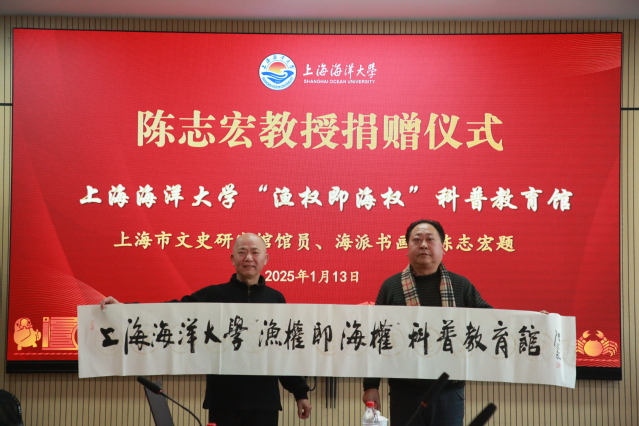 上海海洋大学
SHANGHAI OCEAN UNIVERSITY
陈志宏教授捐赠仪式
上海海洋大学“渔权即海权”科普教育馆
上海市文史研 馆馆员、海派书画 陈志宏题
2025年1月13日
上海海洋大學 漁權即海權 科普教育館